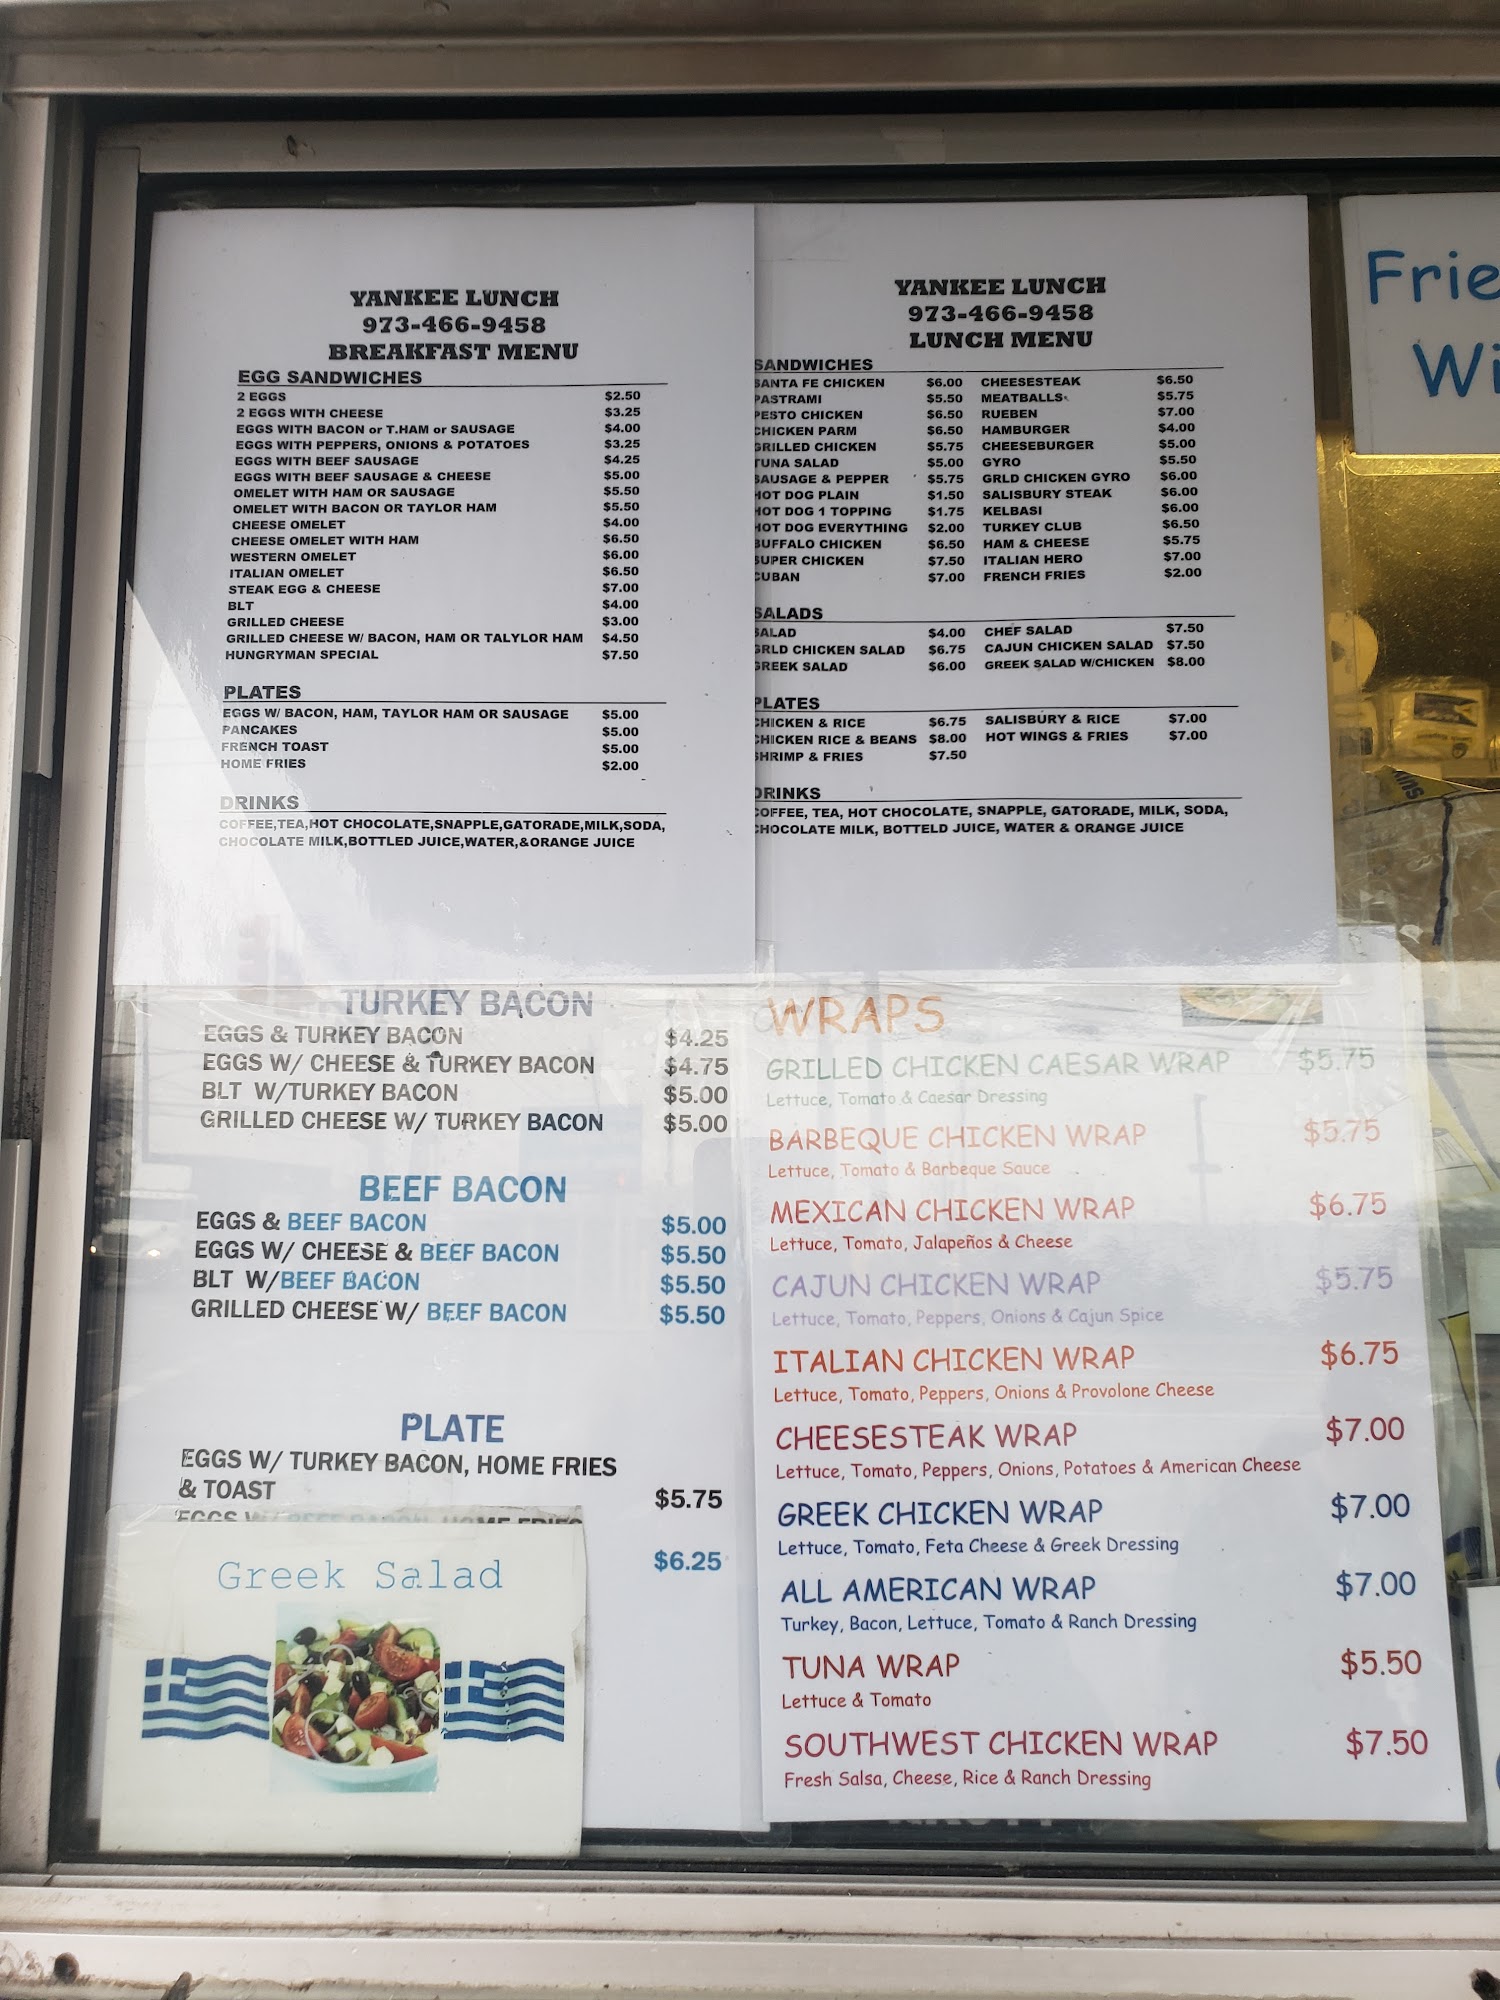 YANKEE LUNCH
973-466-9458
BREAKFAST MENU
EGG SANDWICHES
2 EGGS $2.50
2 EGGS WITH CHEESE $3.25
EGGS WITH BACON or T.HAM or SAUSAGE $4.00
EGGS WITH PEPPERS, ONIONS & POTATOES $3.25
EGGS WITH BEEF SAUSAGE $4.25
EGGS WITH BEEF SAUSAGE & CHEESE $5.00
OMELET WITH HAM OR SAUSAGE $5.50
OMELET WITH BACON OR TAYLOR HAM $5.50
CHEESE OMELET $4.00
CHEESE OMELET WITH HAM $6.50
WESTERN OMELET $6.00
ITALIAN OMELET $6.50
STEAK EGG & CHEESE $7.00
BLT $4.00
GRILLED CHEESE $3.00
GRILLED CHEESE W/ BACON, HAM OR TALYLOR HAM $4.50
HUNGRYMAN SPECIAL $7.50
PLATES
EGGS W/ BACON, HAM, TAYLOR HAM OR SAUSAGE $5.00
PANCAKES $5.00
FRENCH TOAST $5.00
HOME FRIES $2.00
DRINKS
COFFEE,TEA,HOT CHOCOLATE,SNAPPLE,GATORADE,MILK,SODA,
CHOCOLATE MILK,BOTTLED JUICE,WATER,&ORANGE JUICE
YANKEE LUNCH
973-466-9458
LUNCH MENU
SANDWICHES
SANTA FE CHICKEN $6.00 CHEESESTEAK $6.50
PASTRAMI $5.50 MEATBALLS $5.75
PESTO CHICKEN $6.50 RUEBEN $7.00
CHICKEN PARM $6.50 HAMBURGER $4.00
GRILLED CHICKEN $5.75 CHEESEBURGER $5.00
TUNA SALAD $5.00 GYRO $5.50
SAUSAGE & PEPPER $5.75 GRLD CHICKEN GYRO $6.00
HOT DOG PLAIN $1.50 SALISBURY STEAK $6.00
HOT DOG 1 TOPPING $1.75 KELBASI $6.00
HOT DOG EVERYTHING $2.00 TURKEY CLUB $6.50
BUFFALO CHICKEN $6.50 HAM & CHEESE $5.75
SUPER CHICKEN $7.50 ITALIAN HERO $7.00
CUBAN $7.00 FRENCH FRIES $2.00
SALADS
SALAD $4.00 CHEF SALAD $7.50
GRLD CHICKEN SALAD $6.75 CAJUN CHICKEN SALAD $7.50
GREEK SALAD $6.00 GREEK SALAD W/CHICKEN $8.00
PLATES
CHICKEN & RICE $6.75 SALISBURY & RICE $7.00
CHICKEN RICE & BEANS $8.00 HOT WINGS & FRIES $7.00
SHRIMP & FRIES $7.50
DRINKS
COFFEE, TEA, HOT CHOCOLATE, SNAPPLE, GATORADE, MILK, SODA,
CHOCOLATE MILK, BOTTELD JUICE, WATER & ORANGE JUICE
Frie
Wi
TURKEY BACON
EGGS & TURKEY BACON $4.25
EGGS W/ CHEESE & TURKEY BACON $4.75
BLT W/TURKEY BACON $5.00
GRILLED CHEESE W/ TURKEY BACON $5.00
BEEF BACON
EGGS & BEEF BACON $5.00
EGGS W/ CHEESE & BEEF BACON $5.50
BLT W/BEEF BACON $5.50
GRILLED CHEESE W/ BEEF BACON $5.50
PLATE
EGGS W/ TURKEY BACON, HOME FRIES
& TOAST $5.75
EGGS W/ BEEF BACON, HOME FRIES
$6.25
Greek Salad
WRAPS
GRILLED CHICKEN CAESAR WRAP $5.75
Lettuce, Tomato & Caesar Dressing
BARBEQUE CHICKEN WRAP $5.75
Lettuce, Tomato & Barbeque Sauce
MEXICAN CHICKEN WRAP $6.75
Lettuce, Tomato, Jalapeños & Cheese
CAJUN CHICKEN WRAP $5.75
Lettuce, Tomato, Peppers, Onions & Cajun Spice
ITALIAN CHICKEN WRAP $6.75
Lettuce, Tomato, Peppers, Onions & Provolone Cheese
CHEESESTEAK WRAP $7.00
Lettuce, Tomato, Peppers, Onions, Potatoes & American Cheese
GREEK CHICKEN WRAP $7.00
Lettuce, Tomato, Feta Cheese & Greek Dressing
ALL AMERICAN WRAP $7.00
Turkey, Bacon, Lettuce, Tomato & Ranch Dressing
TUNA WRAP $5.50
Lettuce & Tomato
SOUTHWEST CHICKEN WRAP $7.50
Fresh Salsa, Cheese, Rice & Ranch Dressing